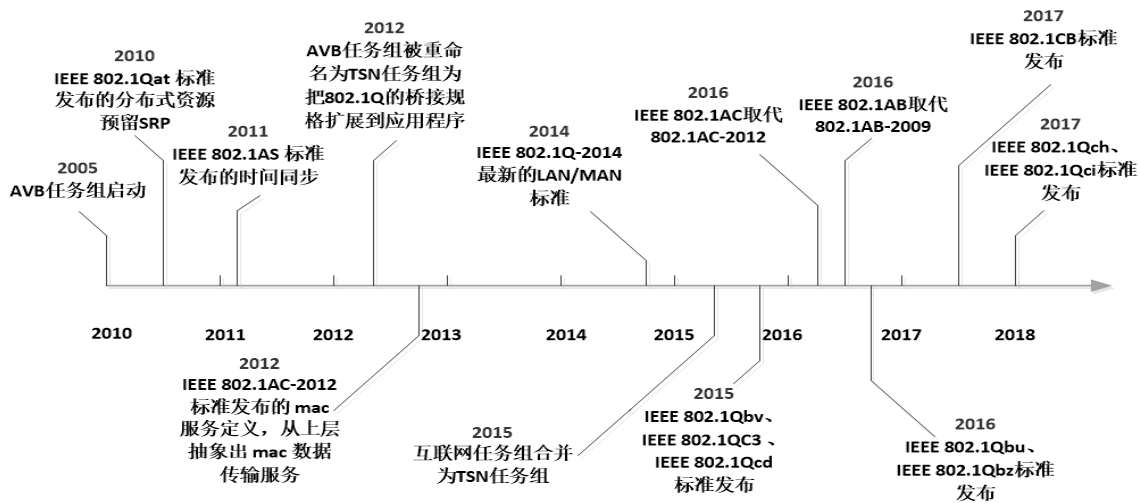 2005
AVB任务组启动
2010
IEEE 802.1Qat 标准
发布的分布式资源
预留SRP
2011
IEEE 802.1AS 标准
发布的时间同步
2012
AVB任务组被重命
名为TSN任务组为
把802.1Q的桥接规
格扩展到应用程序
2014
IEEE 802.1Q-2014
最新的LAN/MAN
标准
2016
IEEE 802.1AC取代
802.1AC-2012
2016
IEEE 802.1AB取代
802.1AB-2009
2017
IEEE 802.1CB标准
发布
2017
IEEE 802.1Qch、
IEEE 802.1Qci标准
发布
2010
2011
2012
2013
2014
2015
2016
2017
2018
2012
IEEE 802.1AC-2012
标准发布的 mac
服务定义，从上层
抽象出 mac 数据
传输服务
2015
互联网任务组合并
为TSN任务组
2015
IEEE 802.1Qbv、
IEEE 802.1QC3 、
IEEE 802.1Qcd
标准发布
2016
IEEE 802.1Qbu、
IEEE 802.1Qbz标准
发布